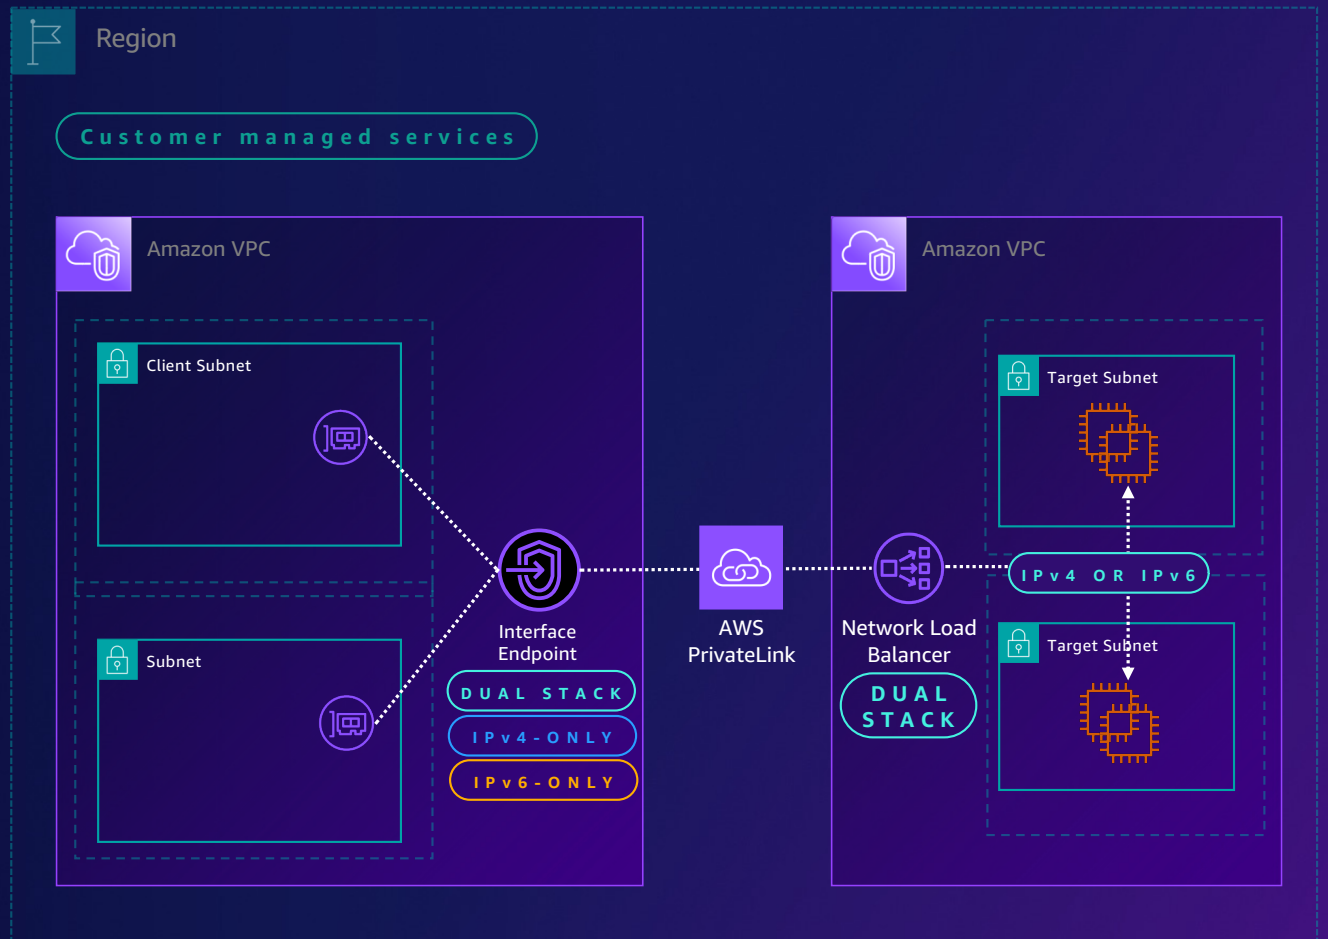 Region
Customer managed services
Amazon VPC
Client Subnet
Subnet
Interface
Endpoint
DUAL STACK
IPv4-ONLY
IPv6-ONLY
AWS
PrivateLink
Amazon VPC
Network Load
Balancer
DUAL
STACK
Target Subnet
IPv4 OR IPv6
Target Subnet